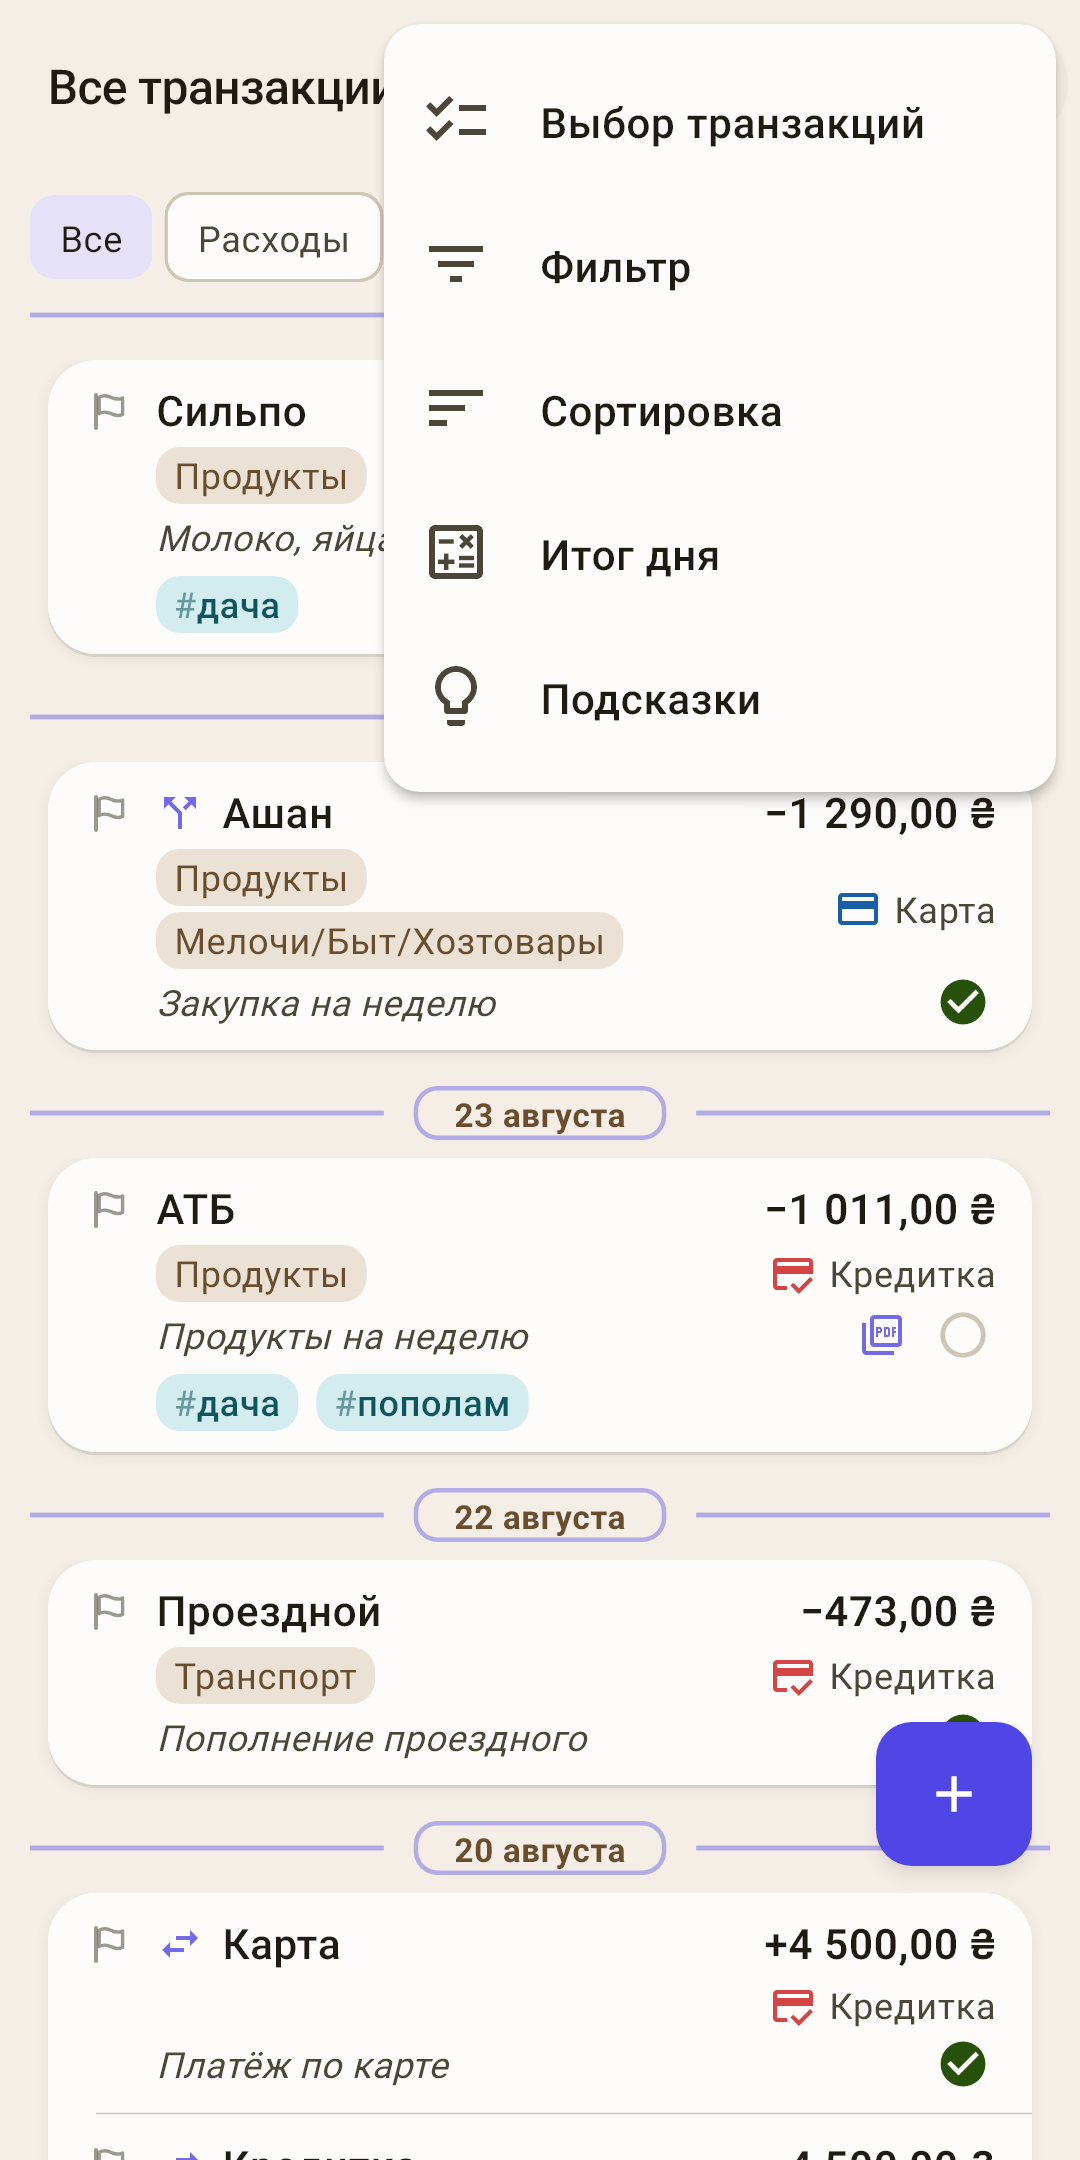 Все транзакции
Выбор транзакций
Фильтр
Сортировка
Итог дня
Подсказки
Все
Расходы
Сильпо
Продукты
Молоко, яйца
#дача
Ашан
−1 290,00 ₴
Продукты
Карта
Мелочи/Быт/Хозтовары
Закупка на неделю
23 августа
АТБ
−1 011,00 ₴
Продукты
Кредитка
Продукты на неделю
PDF
#дача #пополам
22 августа
Проездной
−473,00 ₴
Транспорт
Кредитка
Пополнение проездного
20 августа
Карта
+4 500,00 ₴
Кредитка
Платёж по карте